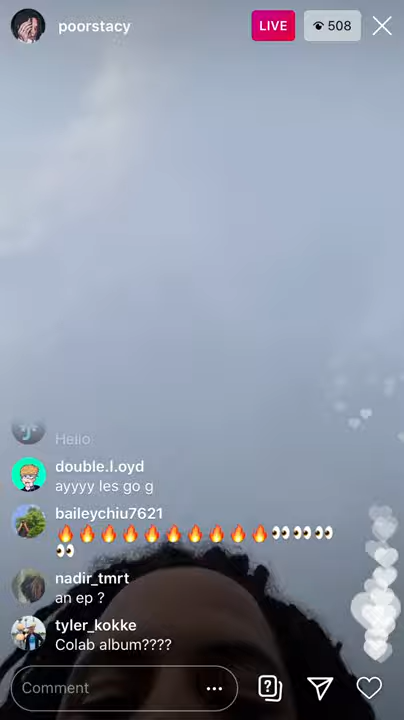 poorstacy
LIVE
508
Hello
double.l.oyd
ayyyy les go g
baileychiu7621
🔥🔥🔥🔥🔥🔥🔥🔥🔥🔥👀👀👀
👀
nadir_tmrt
an ep ?
tyler_kokke
Colab album????
Comment